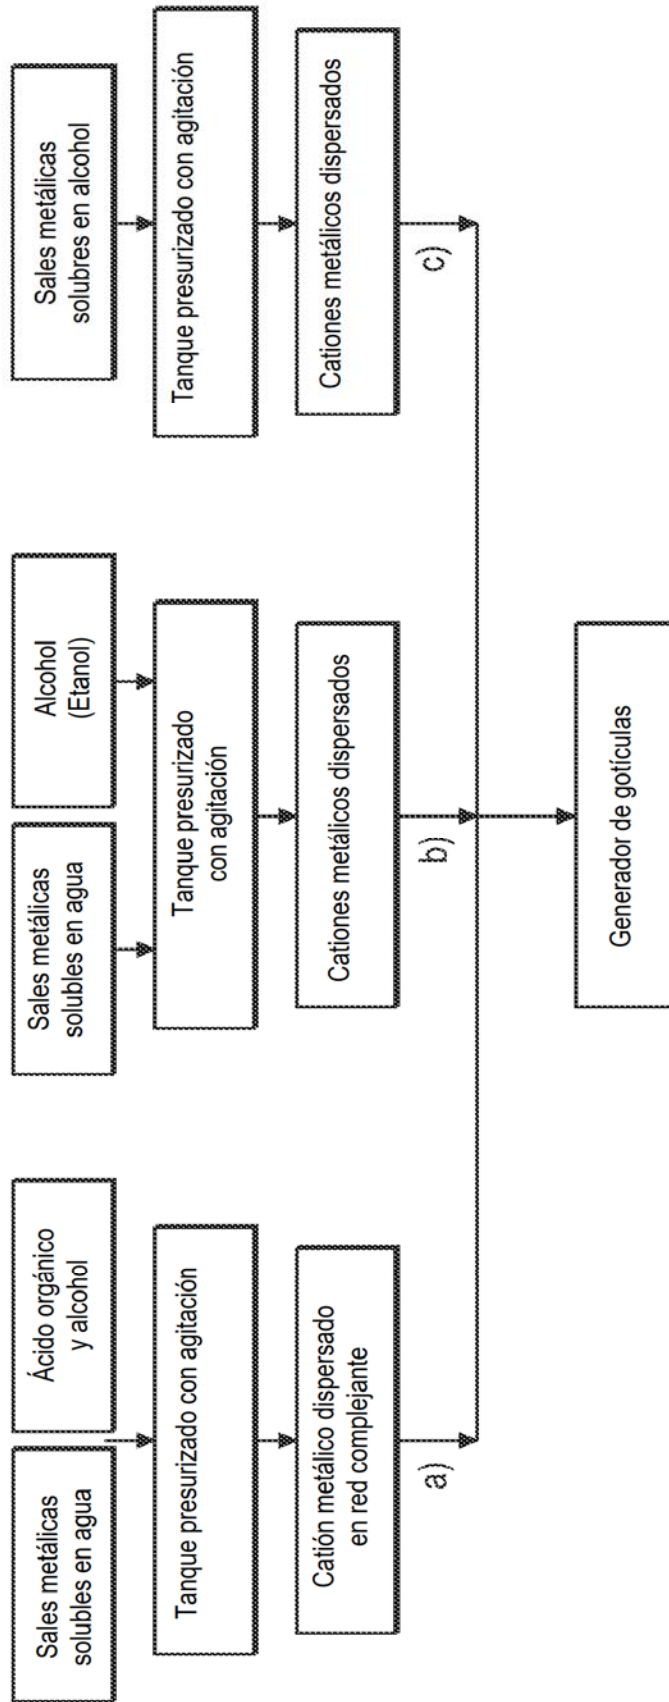 Sales metálicas
solubles en agua
Ácido orgánico
y alcohol
Tanque presurizado con agitación
Catión metálico dispersado
en red complejante
a)
Sales metálicas
solubles en agua
Alcohol
(Etanol)
Tanque presurizado
con agitación
Cationes metálicos dispersados
b)
Sales metálicas
solubres en alcohol
Tanque presurizado con agitación
Cationes metálicos dispersados
c)
Generador de gotículas